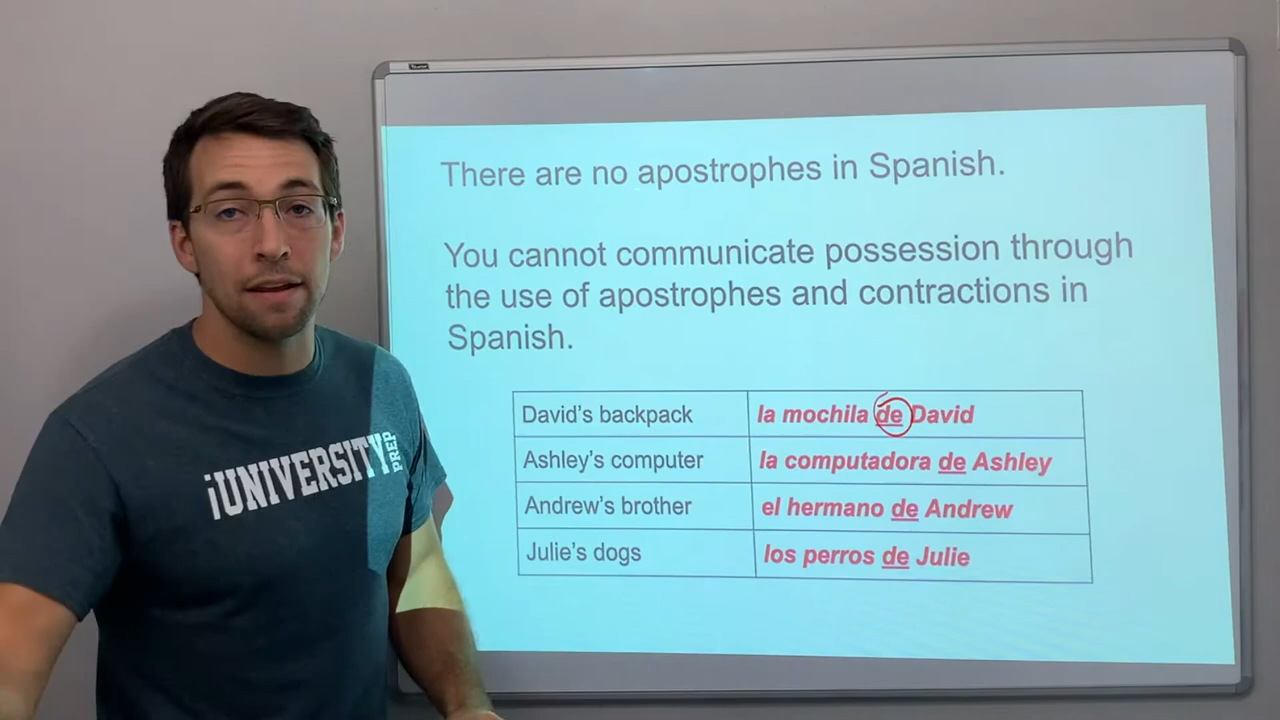 There are no apostrophes in Spanish.
You cannot communicate possession through
the use of apostrophes and contractions in
Spanish.
David's backpack la mochila de David
Ashley's computer la computadora de Ashley
Andrew's brother el hermano de Andrew
Julie's dogs los perros de Julie
iUNIVERSITY PREP